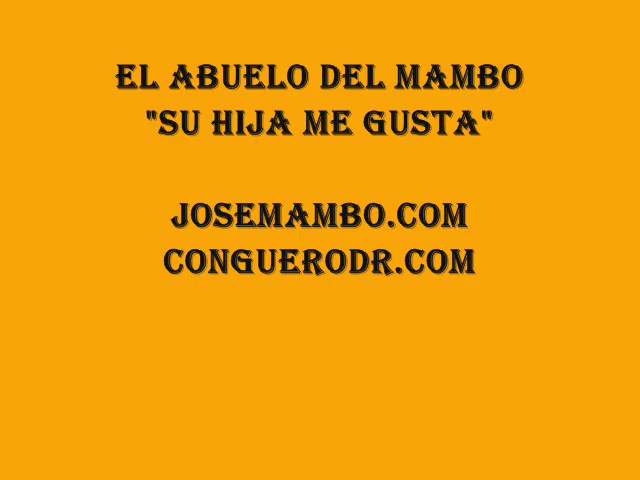 EL ABUELO DEL MAMBO
"SU HIJA ME GUSTA"
JOSEMAMBO.COM
CONGUERODR.COM